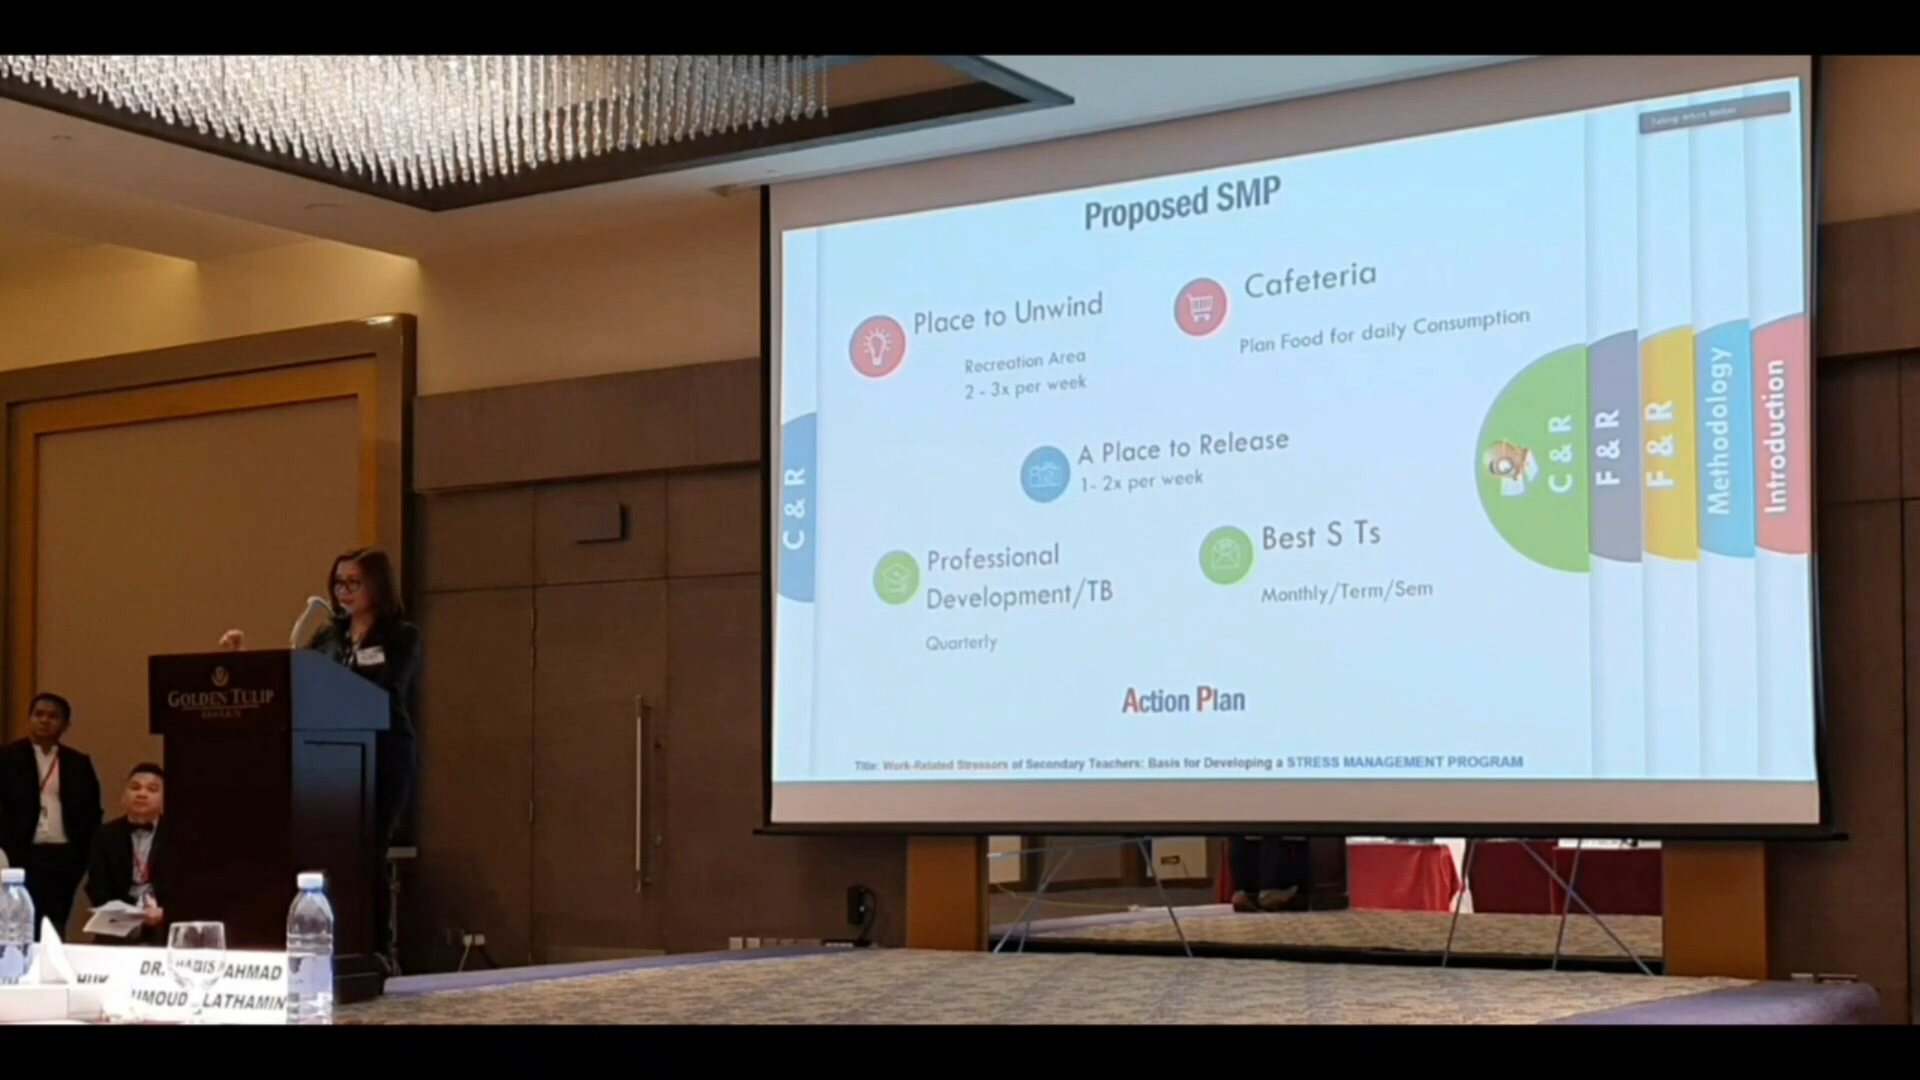 Proposed SMP
Place to Unwind
Recreation Area
2 - 3x per week
Cafeteria
Plan Food for daily Consumption
A Place to Release
1- 2x per week
Professional
Development/TB
Quarterly
Best S Ts
Monthly/Term/Sem
Action Plan
Title: Work-Related Stressors of Secondary Teachers: Basis for Developing a STRESS MANAGEMENT PROGRAM
C & R
C & R
F & R
F & R
Methodology
Introduction
GOLDEN TULIP
DR. AHMAD